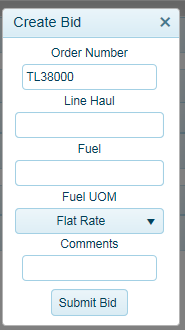 Create Bid ×
Order Number
TL38000
Line Haul
Fuel
Fuel UOM
Flat Rate
Comments
Submit Bid